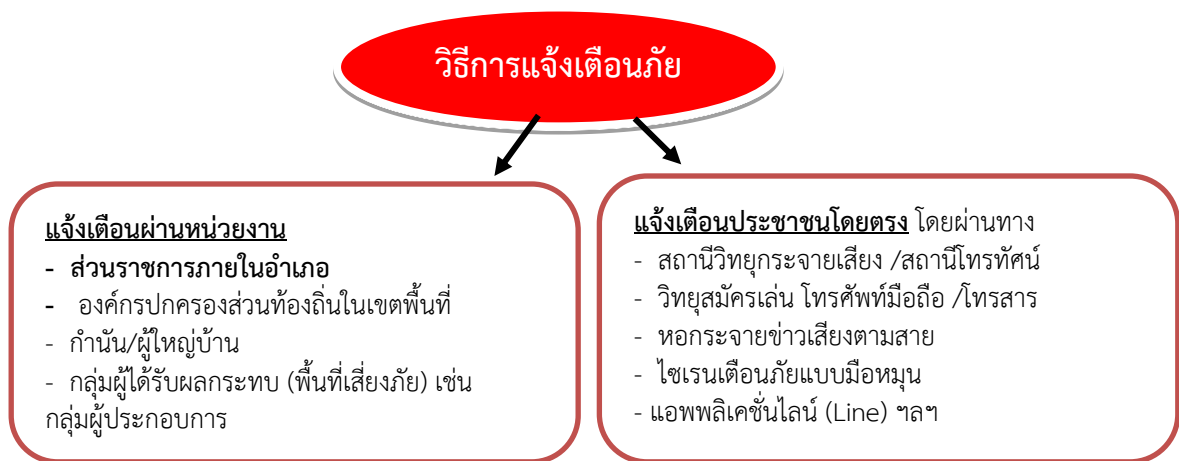 วิธีการแจ้งเตือนภัย
แจ้งเตือนผ่านหน่วยงาน
- ส่วนราชการภายในอำเภอ
- องค์กรปกครองส่วนท้องถิ่นในเขตพื้นที่
- กำนัน/ผู้ใหญ่บ้าน
- กลุ่มผู้ได้รับผลกระทบ (พื้นที่เสี่ยงภัย) เช่น
กลุ่มผู้ประกอบการ
แจ้งเตือนประชาชนโดยตรง โดยผ่านทาง
- สถานีวิทยุกระจายเสียง /สถานีโทรทัศน์
- วิทยุสมัครเล่น โทรศัพท์มือถือ /โทรสาร
- หอกระจายข่าวเสียงตามสาย
- ไซเรนเตือนภัยแบบมือหมุน
- แอพพลิเคชั่นไลน์ (Line) ฯลฯ